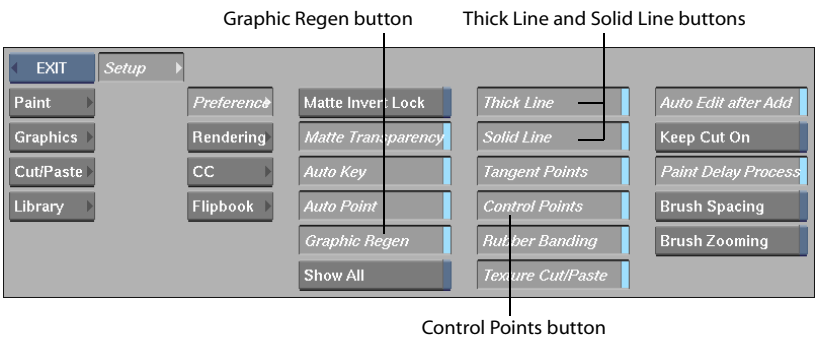 Graphic Regen button
Thick Line and Solid Line buttons
EXIT
Setup
Paint
Preference
Matte Invert Lock
Thick Line
Auto Edit after Add
Graphics
Rendering
Matte Transparency
Solid Line
Keep Cut On
Cut/Paste
CC
Auto Key
Tangent Points
Paint Delay Process
Library
Flipbook
Auto Point
Control Points
Brush Spacing
Graphic Regen
Rubber Banding
Brush Zooming
Show All
Texture Cut/Paste
Control Points button